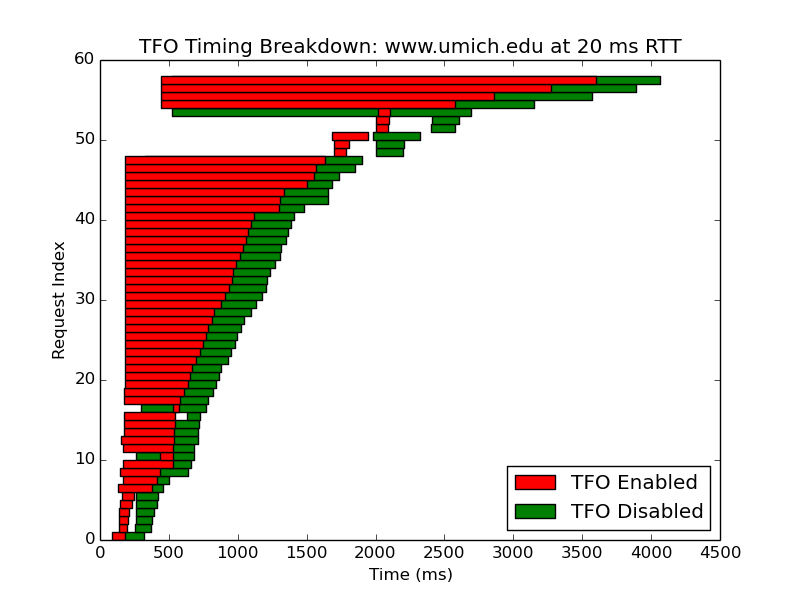 TFO Timing Breakdown: www.umich.edu at 20 ms RTT
60
50
40
30
20
10
0
Request Index
0 500 1000 1500 2000 2500 3000 3500 4000 4500
Time (ms)
TFO Enabled
TFO Disabled